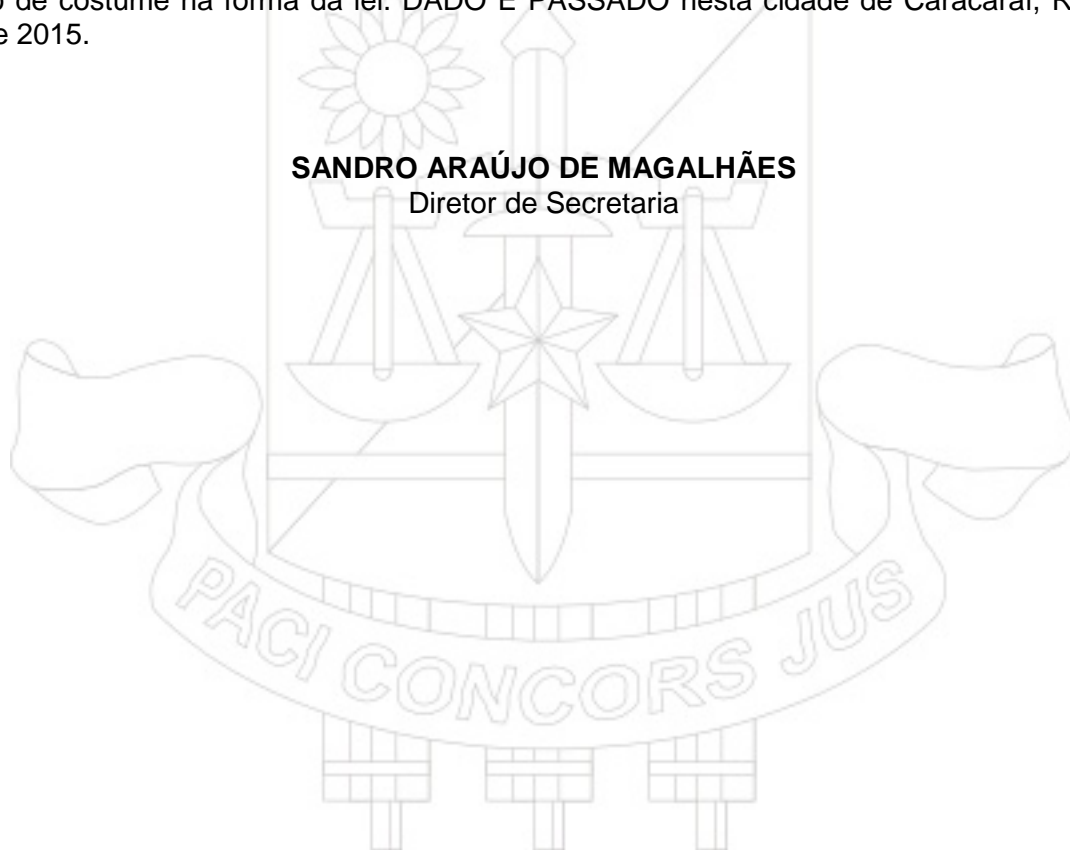 de costume na forma da lei. DADO E PASSADO nesta cidade de Caracaraí,
2015.
SANDRO ARAÚJO DE MAGALHÃES
Diretor de Secretaria
PACI CONCORS JUS